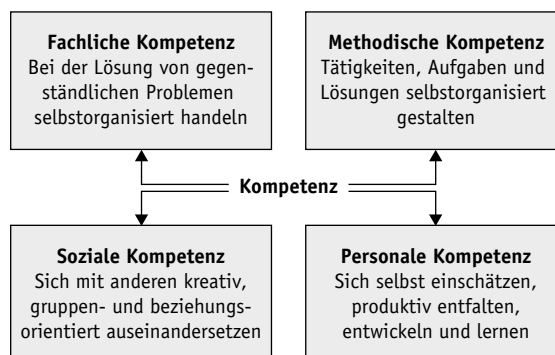 Fachliche Kompetenz
Bei der Lösung von gegen-
ständlichen Problemen
selbstorganisiert handeln
Methodische Kompetenz
Tätigkeiten, Aufgaben und
Lösungen selbstorganisiert
gestalten
Kompetenz
Soziale Kompetenz
Sich mit anderen kreativ,
gruppen- und beziehungs-
orientiert auseinandersetzen
Personale Kompetenz
Sich selbst einschätzen,
produktiv entfalten,
entwickeln und lernen